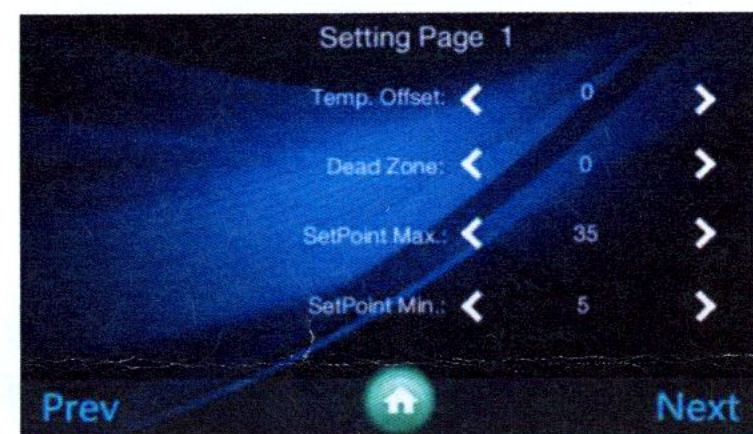 Setting Page 1
Temp. Offset: 0
Dead Zone: 0
SetPoint Max.: 35
SetPoint Min.: 5
Prev Next